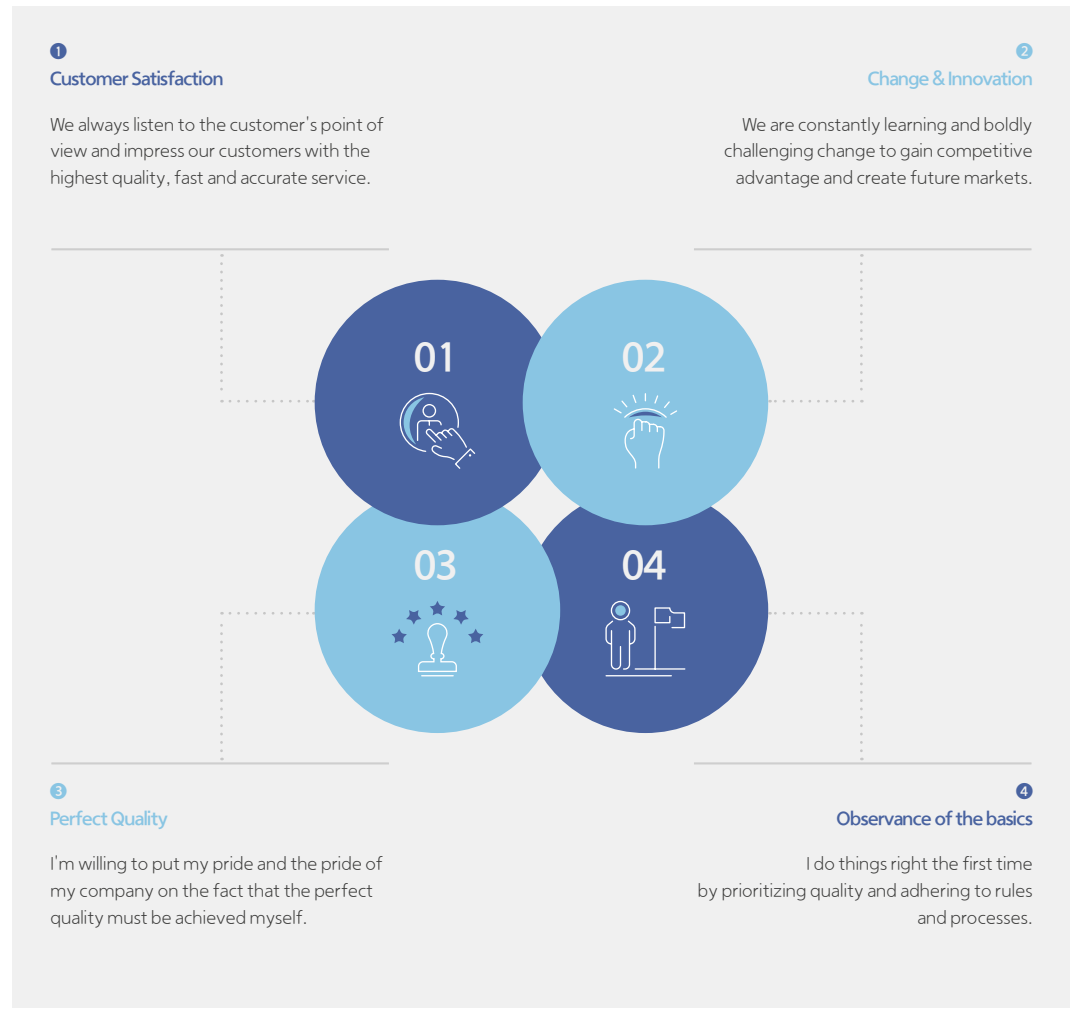 1
Customer Satisfaction
We always listen to the customer's point of
view and impress our customers with the
highest quality, fast and accurate service.
2
Change & Innovation
We are constantly learning and boldly
challenging change to gain competitive
advantage and create future markets.
01
02
03
04
3
Perfect Quality
I'm willing to put my pride and the pride of
my company on the fact that the perfect
quality must be achieved myself.
4
Observance of the basics
I do things right the first time
by prioritizing quality and adhering to rules
and processes.